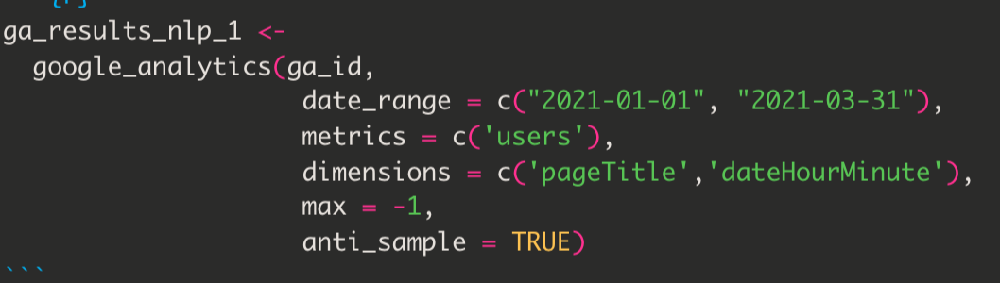 ga_results_nlp_1 <-
google_analytics(ga_id,
date_range = c("2021-01-01", "2021-03-31"),
metrics = c('users'),
dimensions = c('pageTitle','dateHourMinute'),
max = -1,
anti_sample = TRUE)
```